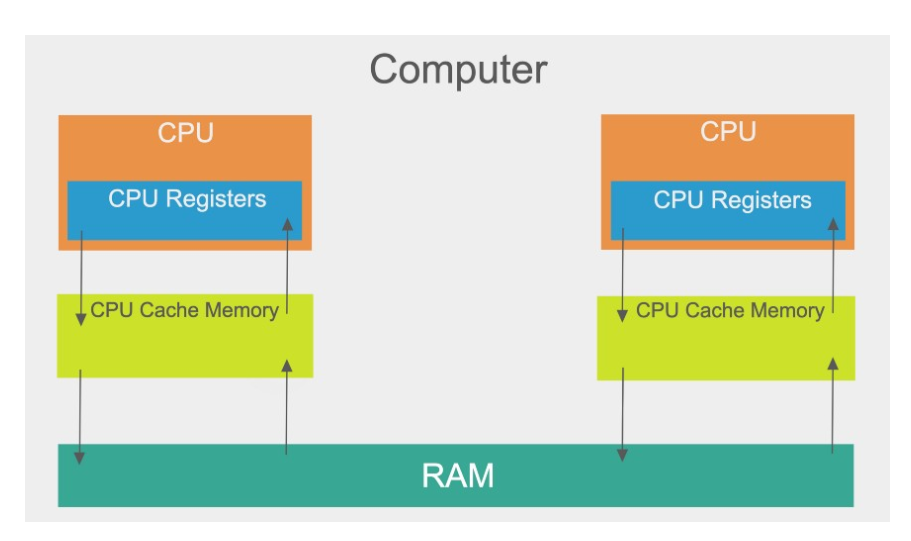 Computer
CPU
CPU
CPU Registers
CPU Registers
CPU Cache Memory
CPU Cache Memory
RAM